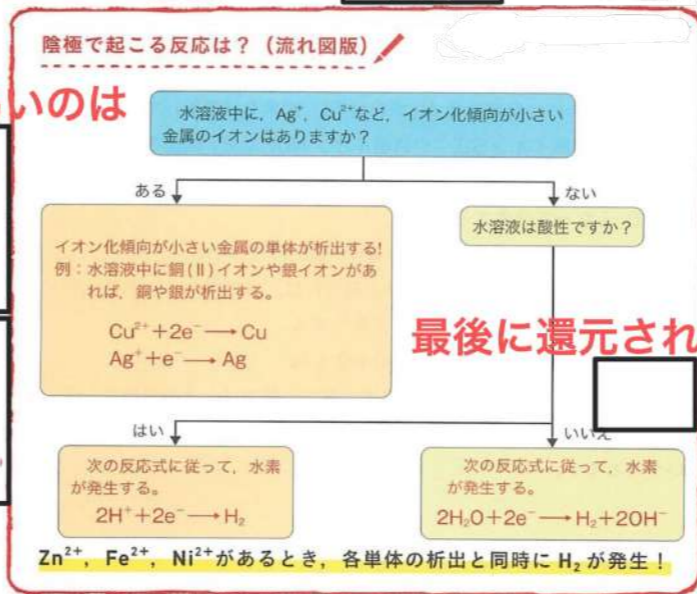 陰極で起こる反応は？（流れ図版）
いのは
水溶液中に，Ag⁺，Cu²⁺など，イオン化傾向が小さい
金属のイオンはありますか？
ある
ない
イオン化傾向が小さい金属の単体が析出する!
例：水溶液中に銅(Ⅱ)イオンや銀イオンがあ
れば，銅や銀が析出する。
Cu²⁺+2e⁻→Cu
Ag⁺+e⁻→Ag
水溶液は酸性ですか？
最後に還元され
はい
いいえ
次の反応式に従って，水素
が発生する。
2H⁺+2e⁻→H₂
次の反応式に従って，水素
が発生する。
2H₂O+2e⁻→H₂+2OH⁻
Zn²⁺，Fe²⁺，Ni²⁺があるとき，各単体の析出と同時にH₂が発生！